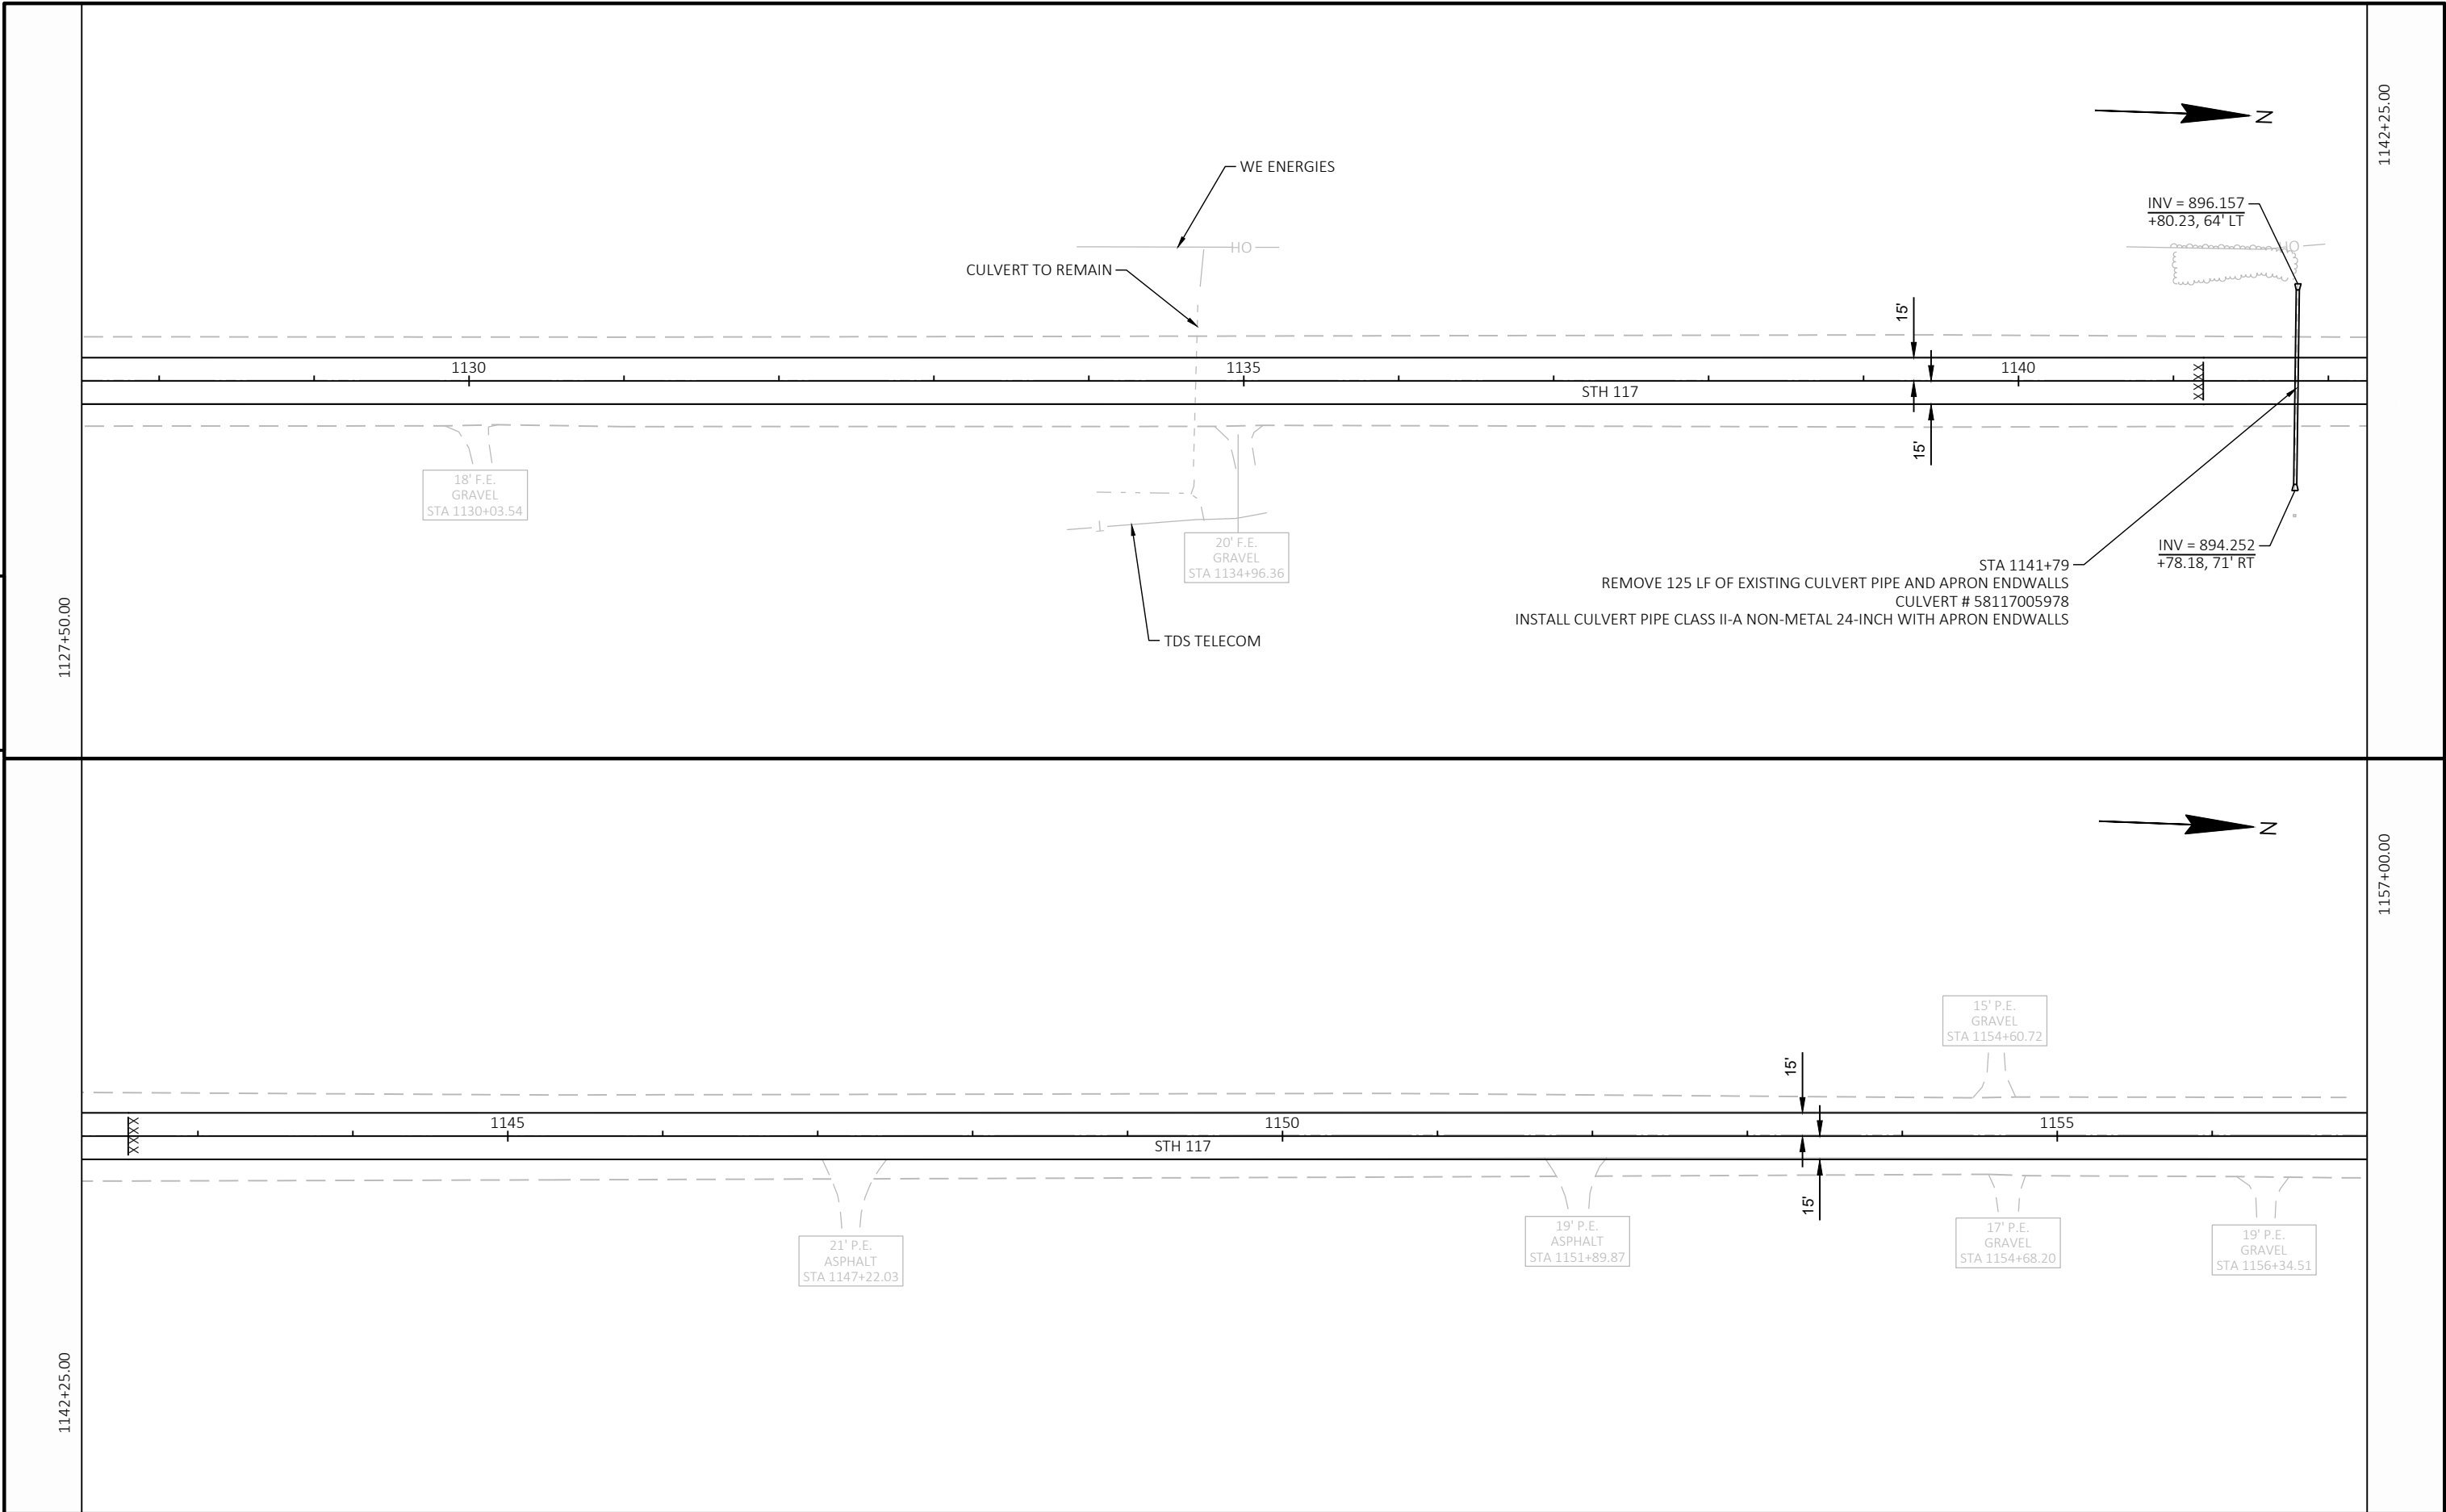 1142+25.00
N
WE ENERGIES
OH
CULVERT TO REMAIN
INV = 896.157
+80.23, 64' LT
OH
15'
1130
1135
1140
XXXX
STH 117
15'
18' F.E.
GRAVEL
STA 1130+03.54
20' F.E.
GRAVEL
STA 1134+96.36
TDS TELECOM
INV = 894.252
+78.18, 71' RT
STA 1141+79
REMOVE 125 LF OF EXISTING CULVERT PIPE AND APRON ENDWALLS
CULVERT # 58117005978
INSTALL CULVERT PIPE CLASS II-A NON-METAL 24-INCH WITH APRON ENDWALLS
1127+50.00
N
1157+00.00
15' P.E.
GRAVEL
STA 1154+60.72
15'
XXXX
1145
1150
1155
STH 117
15'
21' P.E.
ASPHALT
STA 1147+22.03
19' P.E.
ASPHALT
STA 1151+89.87
17' P.E.
GRAVEL
STA 1154+68.20
19' P.E.
GRAVEL
STA 1156+34.51
1142+25.00